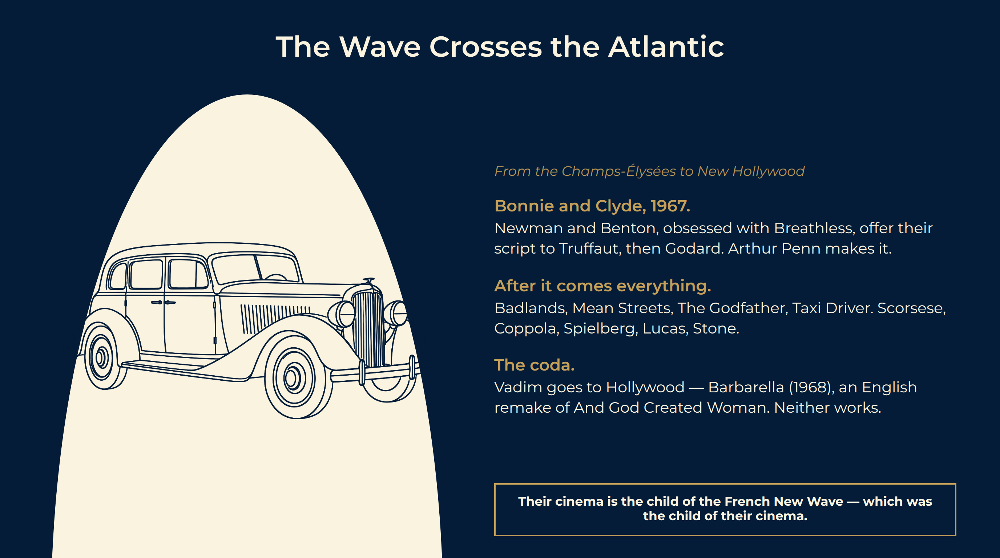 The Wave Crosses the Atlantic
From the Champs-Élysées to New Hollywood
Bonnie and Clyde, 1967.
Newman and Benton, obsessed with Breathless, offer their
script to Truffaut, then Godard. Arthur Penn makes it.
After it comes everything.
Badlands, Mean Streets, The Godfather, Taxi Driver. Scorsese,
Coppola, Spielberg, Lucas, Stone.
The coda.
Vadim goes to Hollywood — Barbarella (1968), an English
remake of And God Created Woman. Neither works.
Their cinema is the child of the French New Wave — which was
the child of their cinema.